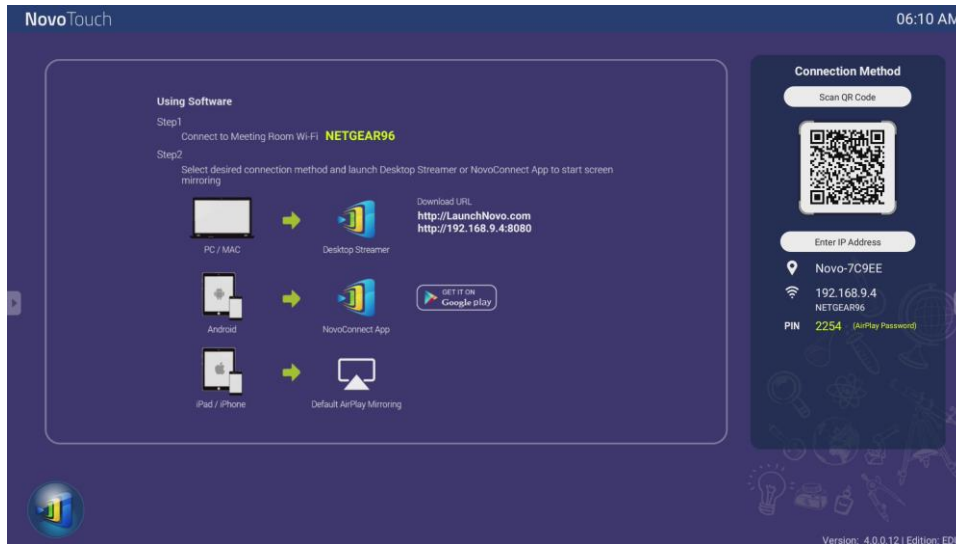 NovoTouch
06:10 AM
Using Software
Step1
Connect to Meeting Room Wi-Fi NETGEAR96
Step2
Select desired connection method and launch Desktop Streamer or NovoConnect App to start screen
mirroring
PC / MAC
Desktop Streamer
Download URL
http://LaunchNovo.com
http://192.168.9.4:8080
Android
NovoConnect App
GET IT ON
Google play
iPad / iPhone
Default AirPlay Mirroring
Connection Method
Scan QR Code
Enter IP Address
Novo-7C9EE
192.168.9.4
NETGEAR96
PIN 2254 (AirPlay Password)
Version: 4.0.0.12 | Edition: EDU